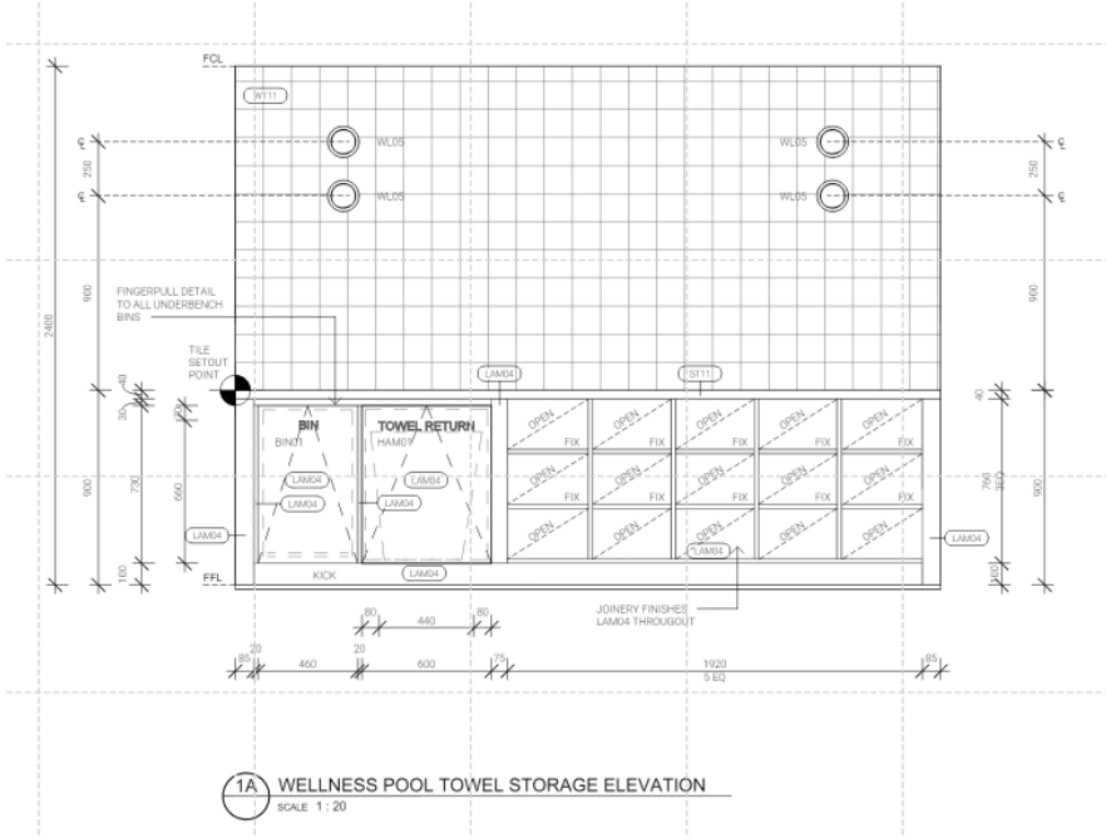 FCL
WT11
WL05
WL05
WL05
WL05
℄
℄
℄
℄
250
250
900
900
2400
FINGERPULL DETAIL
TO ALL UNDERBENCH
BINS
TILE
SETOUT
POINT
LAM04
ST11
40
30
40
BIN
BIN01
TOWEL RETURN
HAM01
OPEN
OPEN
OPEN
OPEN
OPEN
FIX
FIX
FIX
FIX
FIX
OPEN
OPEN
OPEN
OPEN
OPEN
FIX
FIX
FIX
FIX
FIX
OPEN
OPEN
OPEN
OPEN
OPEN
LAM04
LAM04
LAM04
LAM04
LAM04
LAM04
LAM04
900
730
660
760
3EQ
900
100
100
FFL
KICK
LAM04
JOINERY FINISHES
LAM04 THROUGOUT
80
440
80
85
20
460
20
600
75
1920
5 EQ
85
1A
WELLNESS POOL TOWEL STORAGE ELEVATION
SCALE 1 : 20